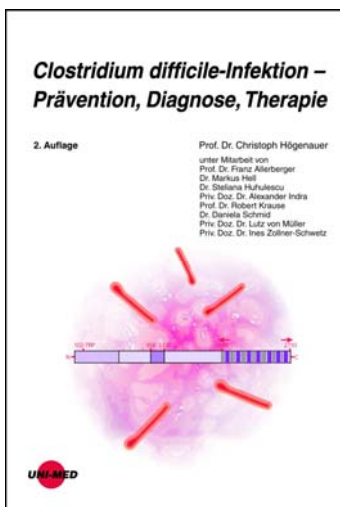 Clostridium difficile-Infektion –
Prävention, Diagnose, Therapie
2. Auflage
Prof. Dr. Christoph Högenauer
unter Mitarbeit von
Prof. Dr. Franz Allerberger
Dr. Markus Hell
Dr. Steliana Huhulescu
Priv. Doz. Dr. Alexander Indra
Prof. Dr. Robert Krause
Dr. Daniela Schmid
Priv. Doz. Dr. Lutz von Müller
Priv. Doz. Dr. Ines Zollner-Schwetz
N
C
UNI-MED